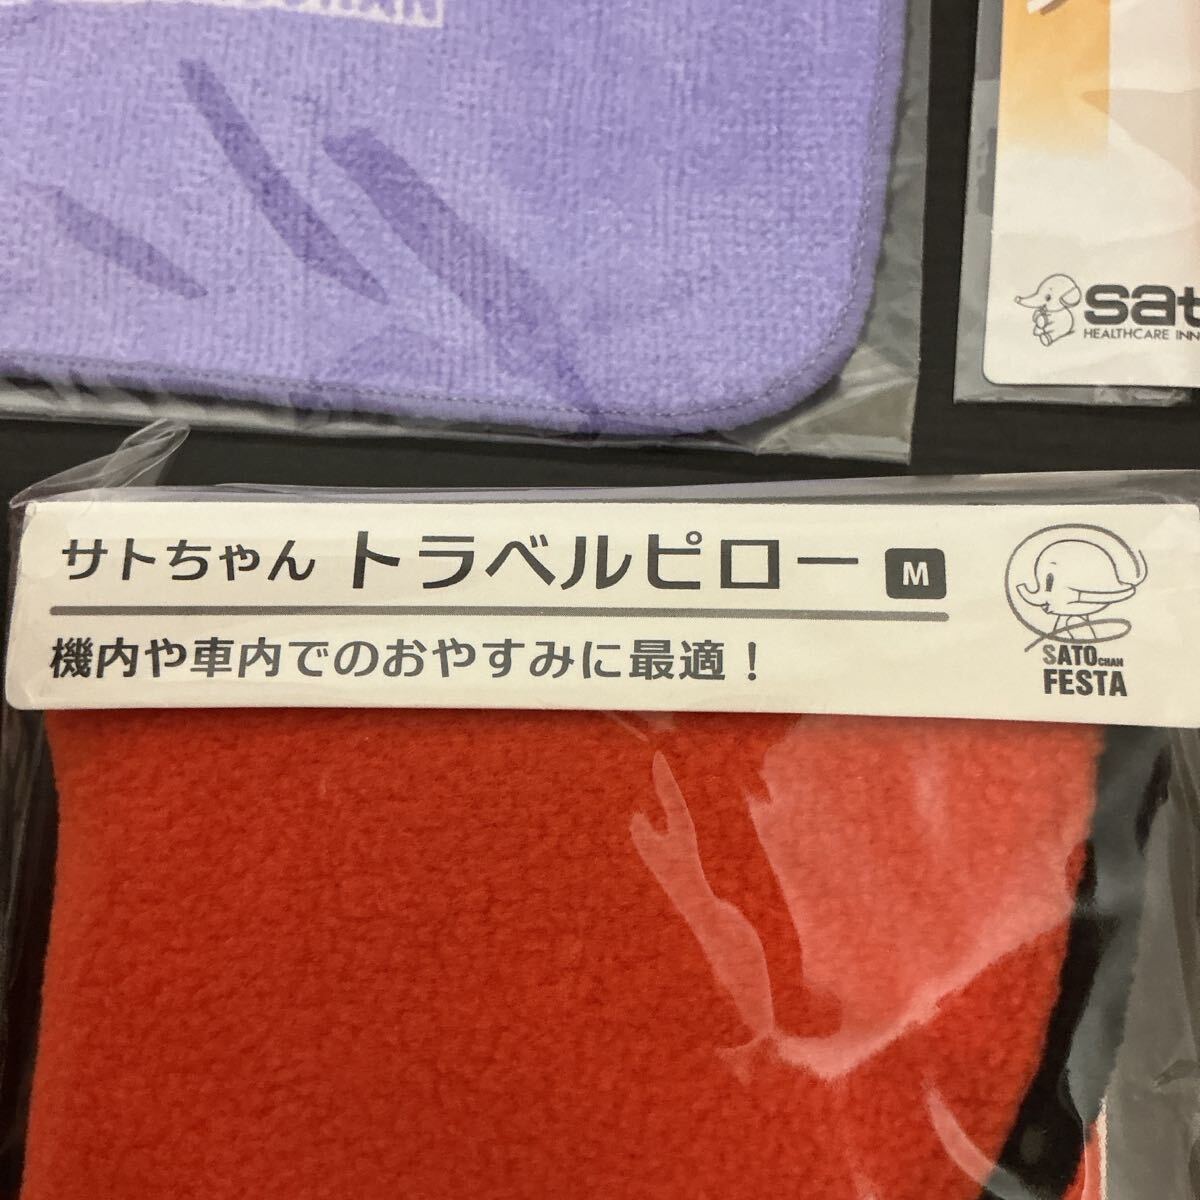 sat
HEALTHCARE INN
サトちゃん トラベルピロー M
機内や車内でのおやすみに最適！
SATO CHAN
FESTA